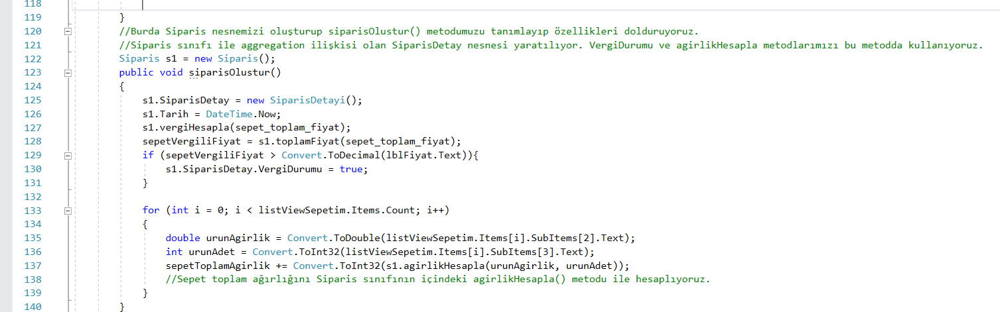 118
119 }
120 //Burda Siparis nesnemizi oluşturup siparisOlustur() metodumuzu tanımlayıp özellikleri dolduruyoruz.
121 //Siparis sınıfı ile aggregation ilişkisi olan SiparisDetay nesnesi yaratılıyor. VergiDurumu ve agirlikHesapla metodlarımızı bu metodda kullanıyoruz.
122 Siparis s1 = new Siparis();
123 public void siparisOlustur()
124 {
125 s1.SiparisDetay = new SiparisDetayi();
126 s1.Tarih = DateTime.Now;
127 s1.vergiHesapla(sepet_toplam_fiyat);
128 sepetVergiliFiyat = s1.toplamFiyat(sepet_toplam_fiyat);
129 if (sepetVergiliFiyat > Convert.ToDecimal(lblFiyat.Text)){
130 s1.SiparisDetay.VergiDurumu = true;
131 }
132
133 for (int i = 0; i < listViewSepetim.Items.Count; i++)
134 {
135 double urunAgirlik = Convert.ToDouble(listViewSepetim.Items[i].SubItems[2].Text);
136 int urunAdet = Convert.ToInt32(listViewSepetim.Items[i].SubItems[3].Text);
137 sepetToplamAgirlik += Convert.ToInt32(s1.agirlikHesapla(urunAgirlik, urunAdet));
138 //Sepet toplam ağırlığını Siparis sınıfının içindeki agirlikHesapla() metodu ile hesaplıyoruz.
139 }
140 }